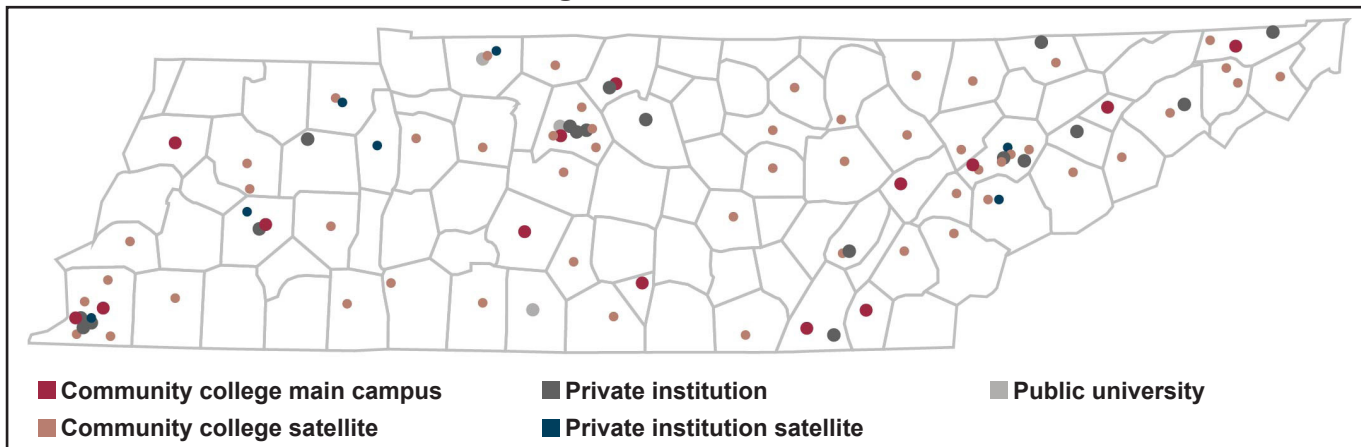 Community college main campus
Private institution
Public university
Community college satellite
Private institution satellite